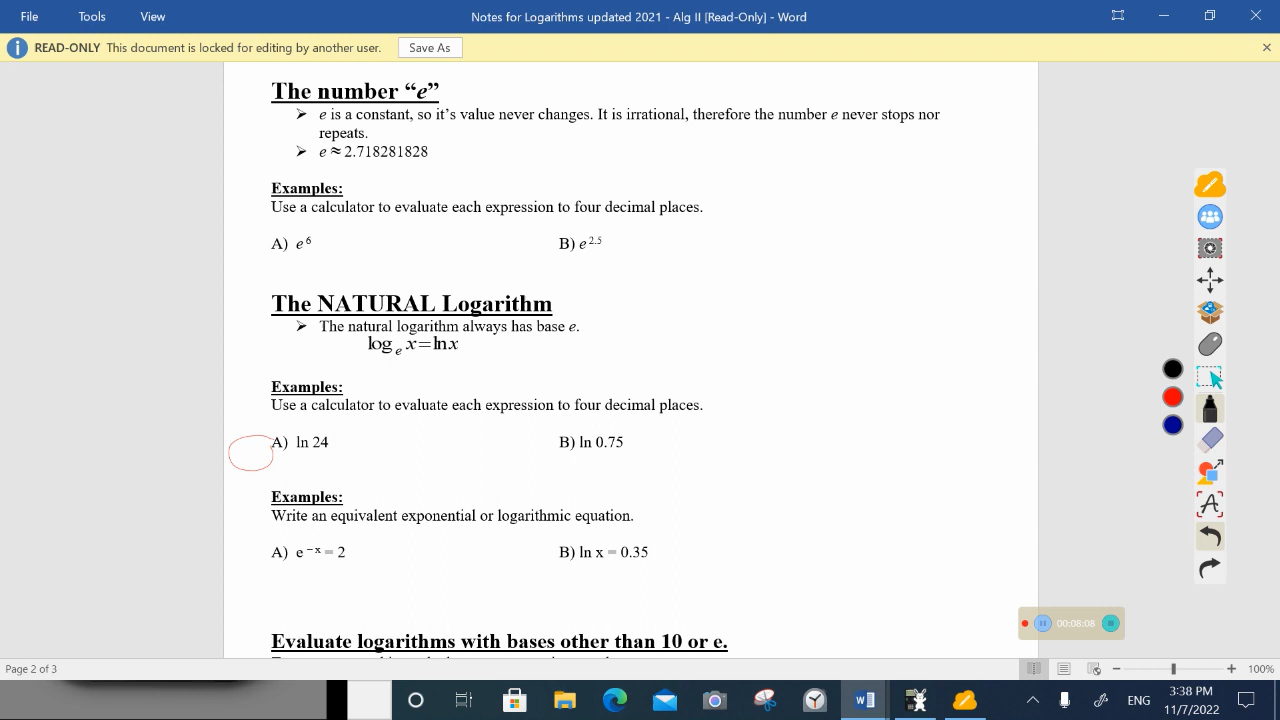 File Tools View Notes for Logarithms updated 2021 - Alg II [Read-Only] - Word
READ-ONLY This document is locked for editing by another user. Save As
The number “e”
➢ e is a constant, so it’s value never changes. It is irrational, therefore the number e never stops nor
repeats.
➢ e ≈ 2.718281828
Examples:
Use a calculator to evaluate each expression to four decimal places.
A) e⁶ B) e²·⁵
The NATURAL Logarithm
➢ The natural logarithm always has base e.
logₑ x=lnx
Examples:
Use a calculator to evaluate each expression to four decimal places.
A) ln 24 B) ln 0.75
Examples:
Write an equivalent exponential or logarithmic equation.
A) e⁻ˣ = 2 B) ln x = 0.35
00:08:08
Evaluate logarithms with bases other than 10 or e.
Page 2 of 3 100%
ENG 3:38 PM
11/7/2022